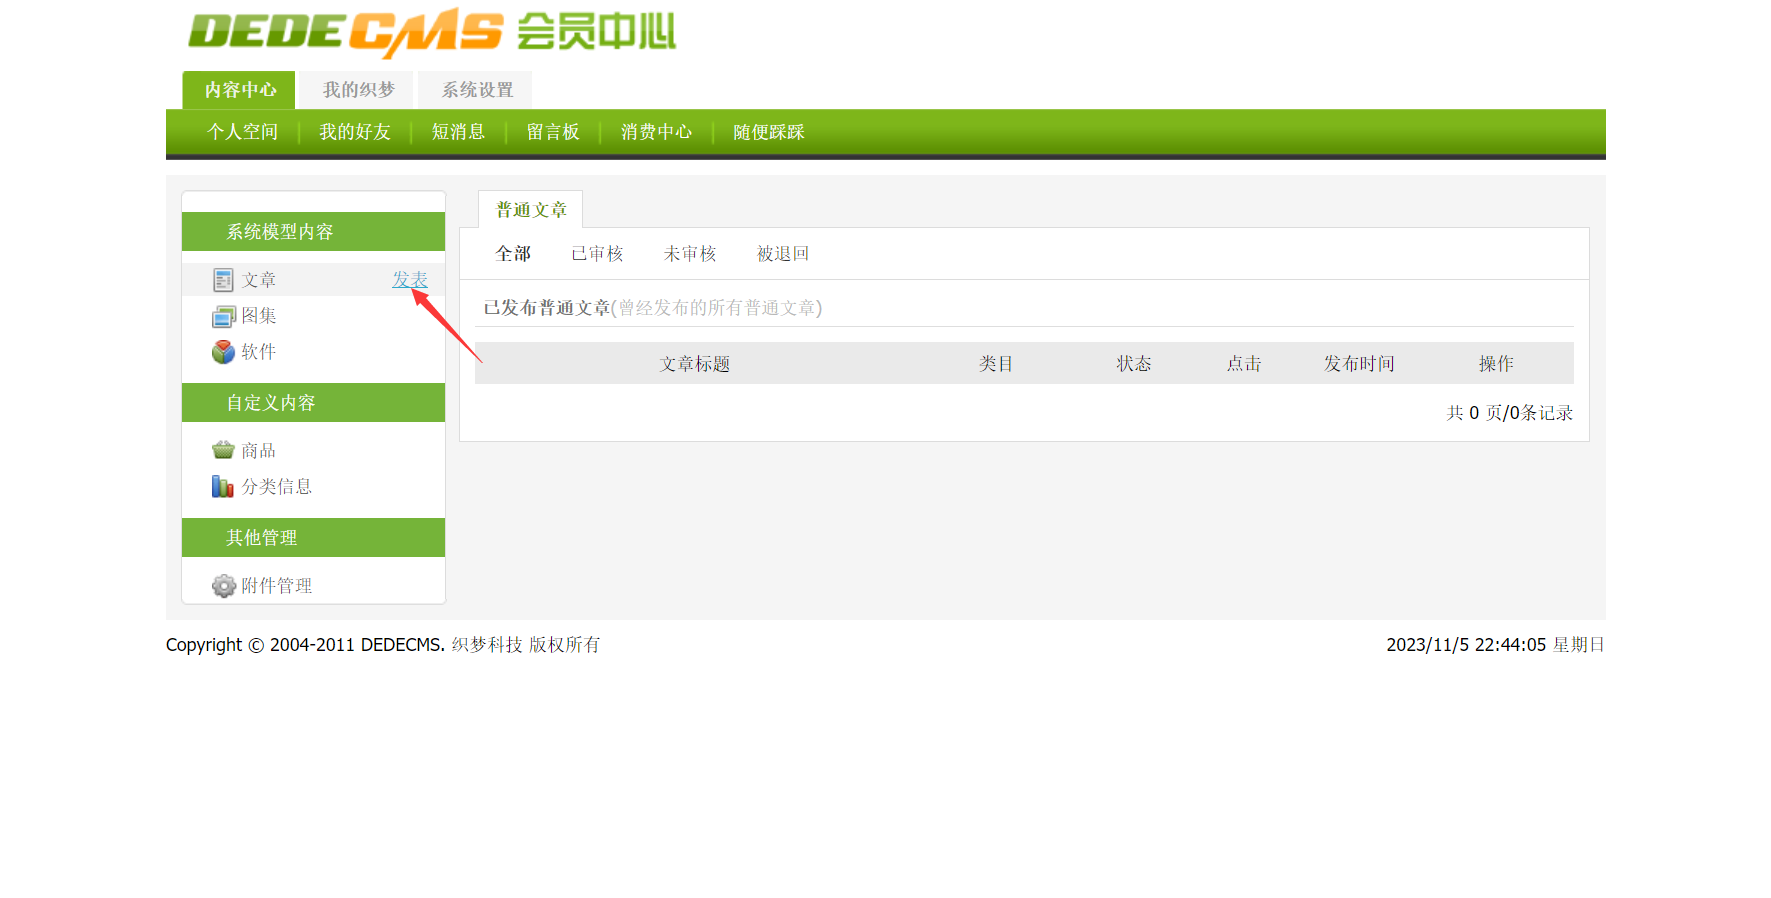 DEDECMS 会员中心
内容中心 我的织梦 系统设置
个人空间 我的好友 短消息 留言板 消费中心 随便踩踩
系统模型内容
文章 发表
图集
软件
自定义内容
商品
分类信息
其他管理
附件管理
普通文章
全部 已审核 未审核 被退回
已发布普通文章(曾经发布的所有普通文章)
文章标题 类目 状态 点击 发布时间 操作
共 0 页/0条记录
Copyright © 2004-2011 DEDECMS. 织梦科技 版权所有
2023/11/5 22:44:05 星期日